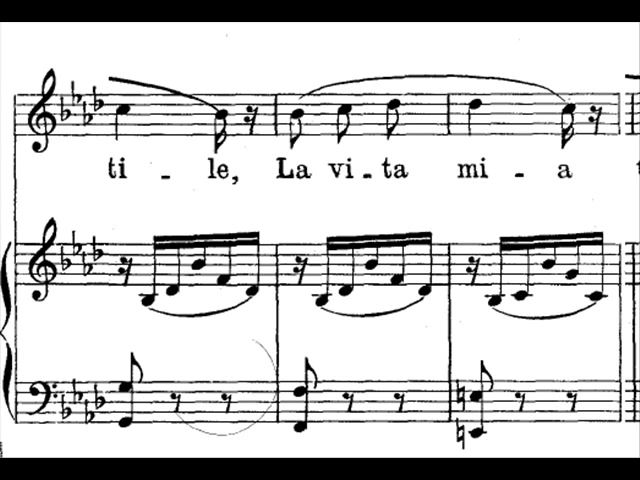 ti - le, La vi - ta mi - a